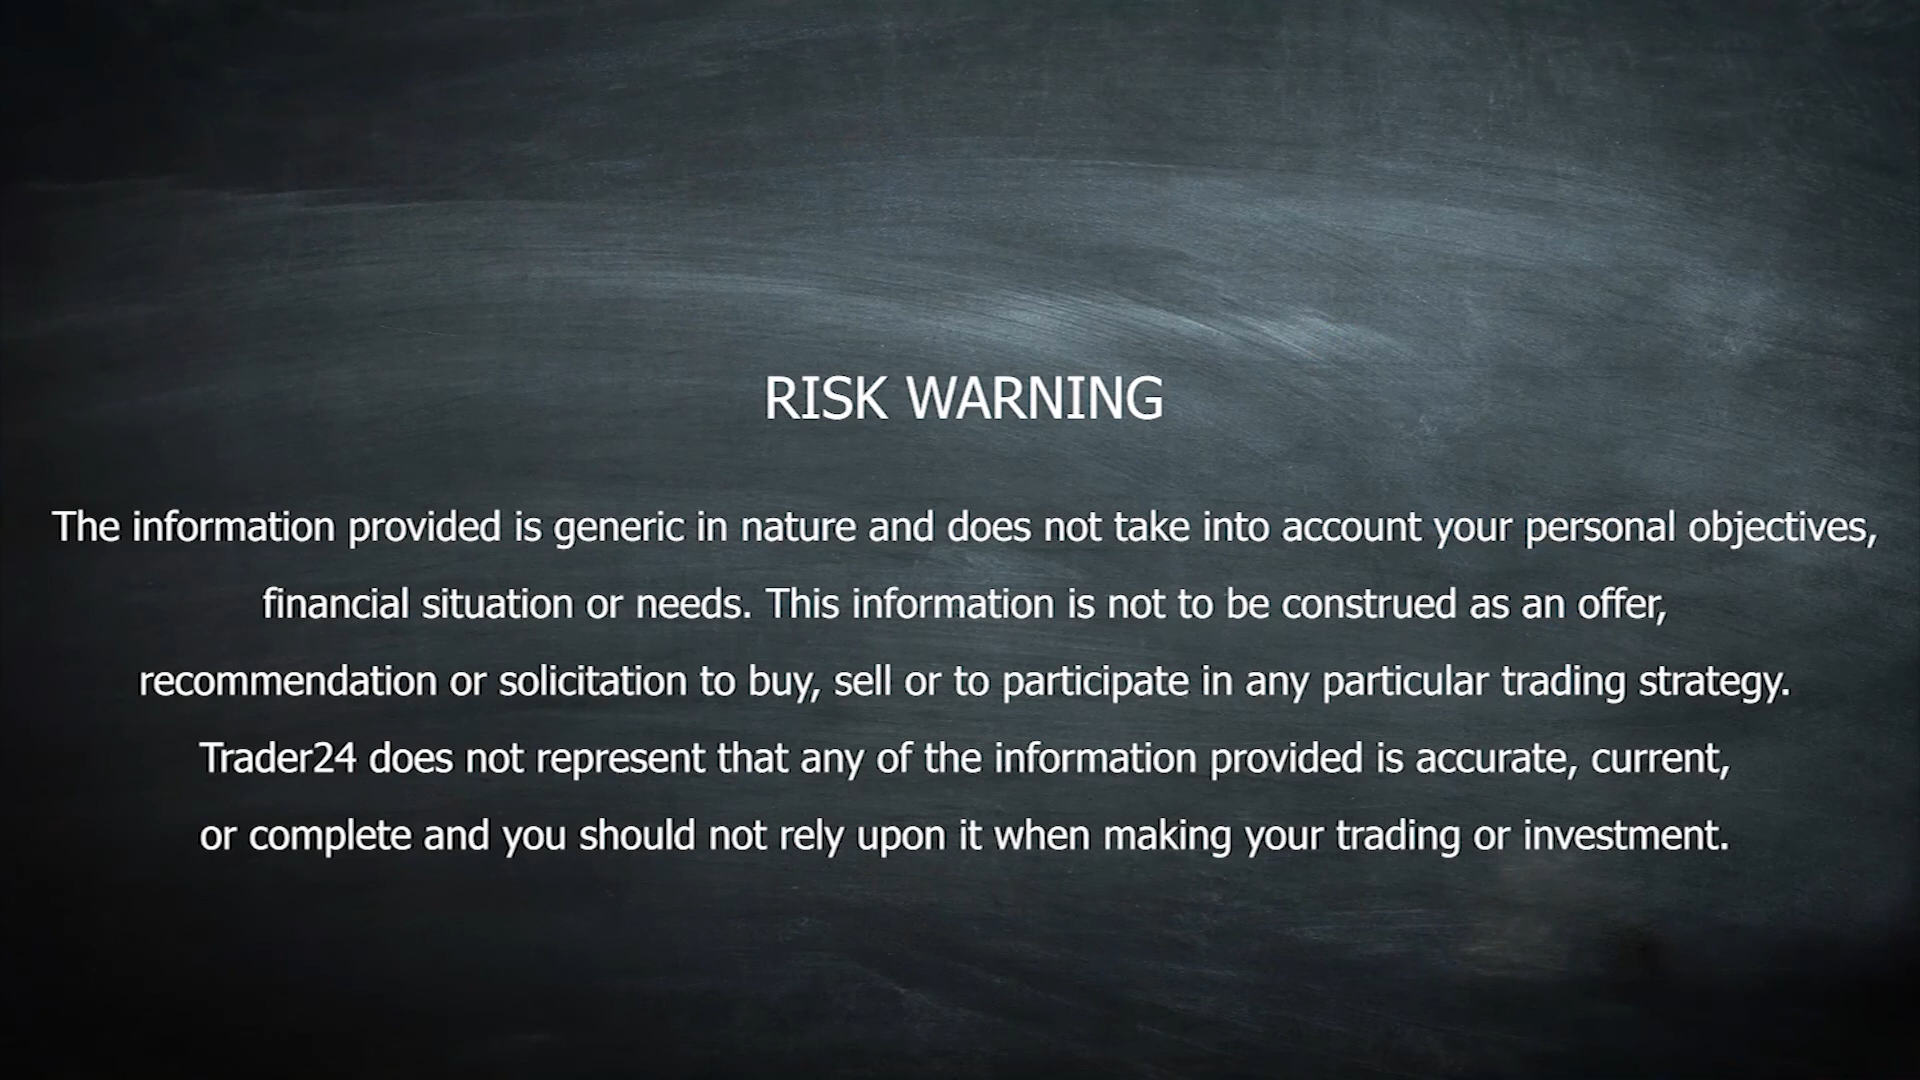 RISK WARNING
The information provided is generic in nature and does not take into account your personal objectives,
financial situation or needs. This information is not to be construed as an offer,
recommendation or solicitation to buy, sell or to participate in any particular trading strategy.
Trader24 does not represent that any of the information provided is accurate, current,
or complete and you should not rely upon it when making your trading or investment.